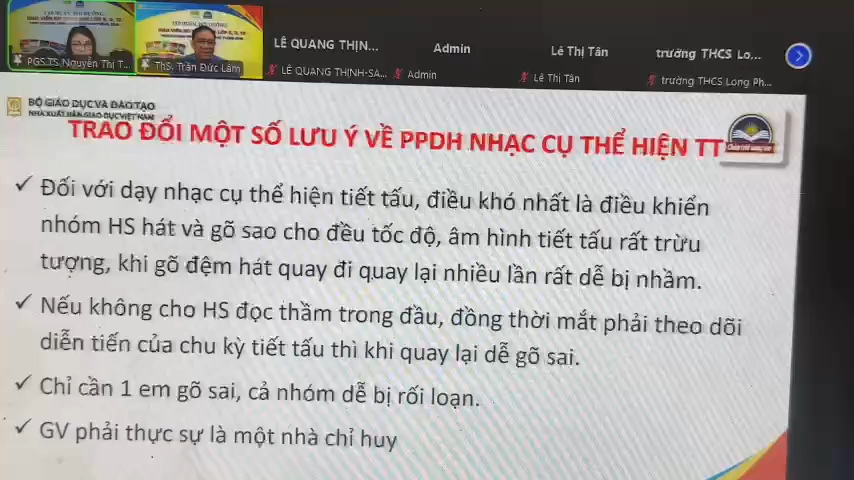 LÊ QUANG THỊN...
Admin
Lê Thị Tân
trường THCS Lo...
PGS.TS Nguyễn Thị T...
ThS. Trần Đức Lâm
LÊ QUANG THỊNH-SA...
Admin
Lê Thị Tân
trường THCS Long Ph...
BỘ GIÁO DỤC VÀ ĐÀO TẠO
NHÀ XUẤT BẢN GIÁO DỤC VIỆT NAM
TRAO ĐỔI MỘT SỐ LƯU Ý VỀ PPDH NHẠC CỤ THỂ HIỆN TT
✓ Đối với dạy nhạc cụ thể hiện tiết tấu, điều khó nhất là điều khiển
nhóm HS hát và gõ sao cho đều tốc độ, âm hình tiết tấu rất trừu
tượng, khi gõ đệm hát quay đi quay lại nhiều lần rất dễ bị nhầm.
✓ Nếu không cho HS đọc thầm trong đầu, đồng thời mắt phải theo dõi
diễn tiến của chu kỳ tiết tấu thì khi quay lại dễ gõ sai.
✓ Chỉ cần 1 em gõ sai, cả nhóm dễ bị rối loạn.
✓ GV phải thực sự là một nhà chỉ huy